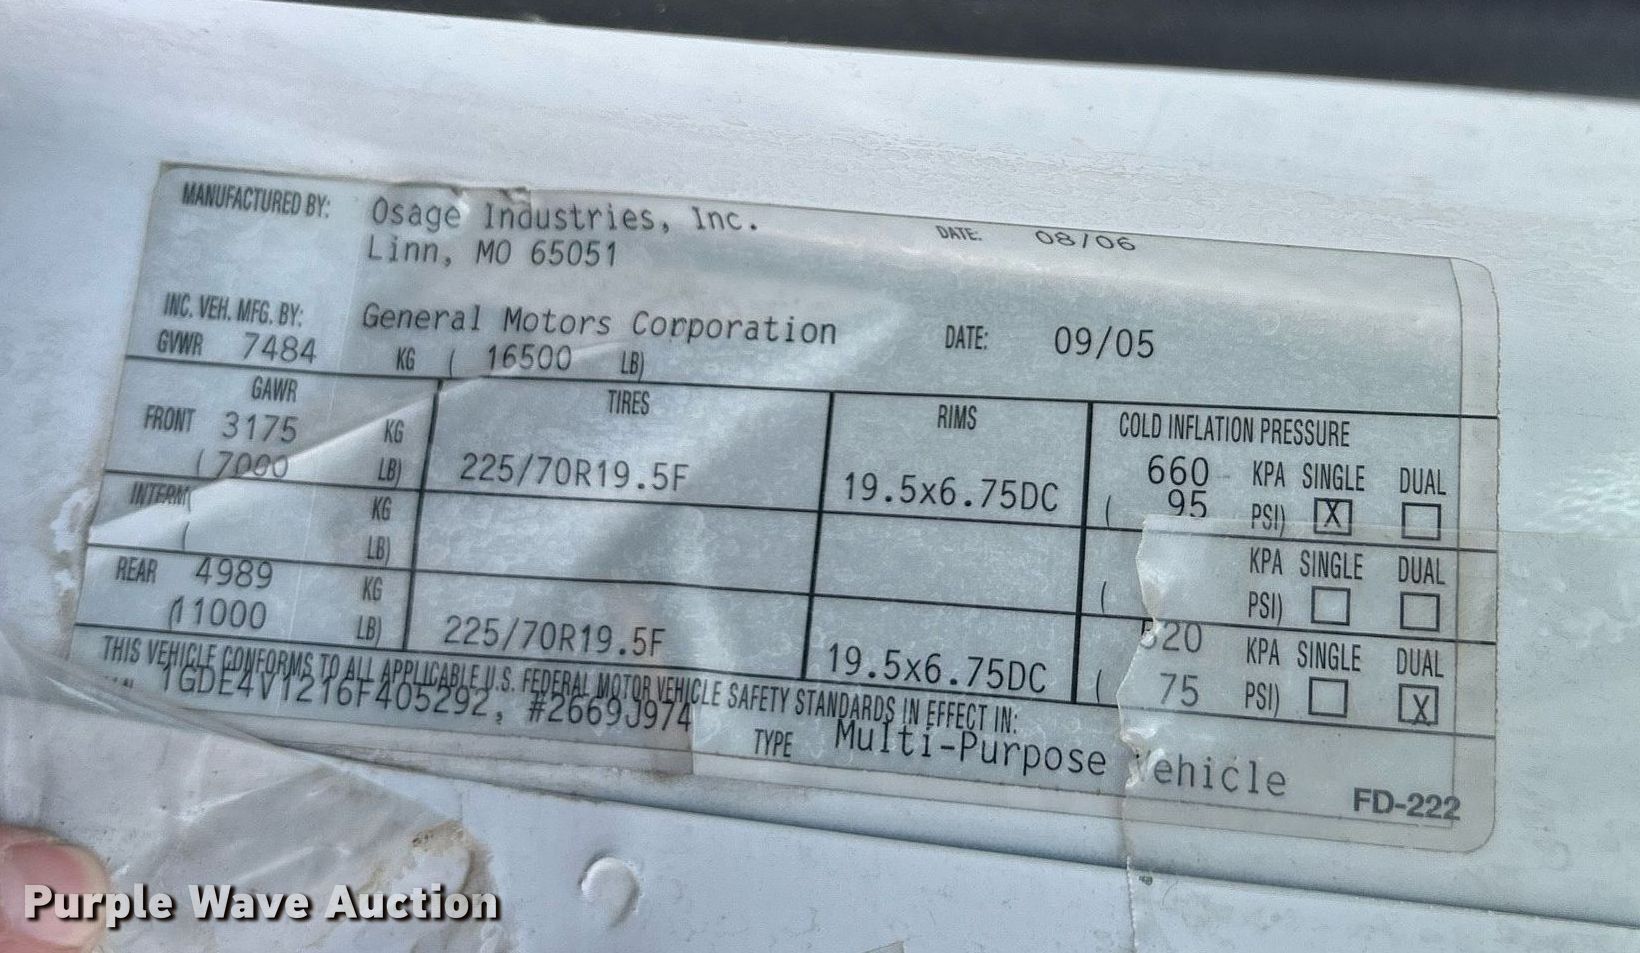 MANUFACTURED BY: Osage Industries, Inc. DATE: 08/06
Linn, MO 65051
INC. VEH. MFG. BY: General Motors Corporation DATE: 09/05
GVWR 7484 KG ( 16500 LB)
GAWR TIRES RIMS COLD INFLATION PRESSURE
FRONT 3175 KG 225/70R19.5F 19.5x6.75DC 660 KPA SINGLE DUAL
(7000 LB) ( 95 PSI) X
INTERM( KG KPA SINGLE DUAL
( LB) ( PSI)
REAR 4989 KG 225/70R19.5F 19.5x6.75DC 520 KPA SINGLE DUAL
(11000 LB) ( 75 PSI) X
THIS VEHICLE CONFORMS TO ALL APPLICABLE U.S. FEDERAL MOTOR VEHICLE SAFETY STANDARDS IN EFFECT IN:
1GDE4V1216F405292, #2669J974 TYPE Multi-Purpose Vehicle
FD-222
Purple Wave Auction